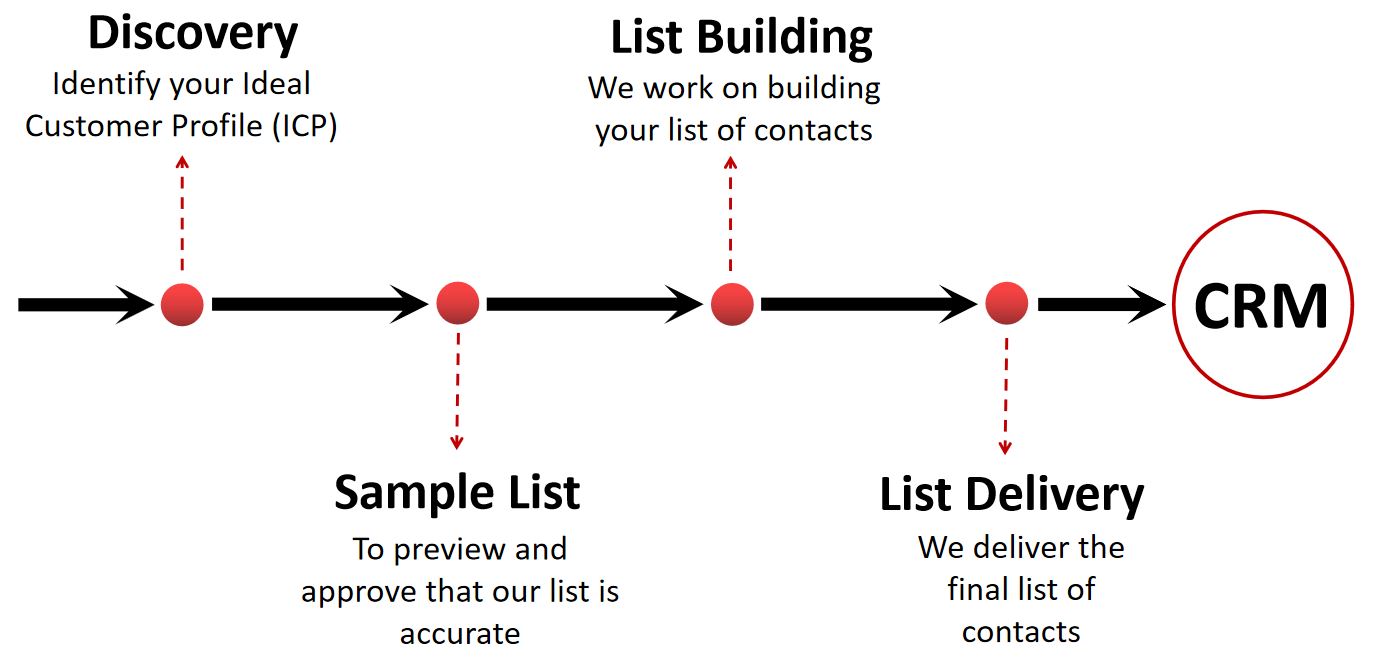 Discovery
Identify your Ideal
Customer Profile (ICP)
Sample List
To preview and
approve that our list is
accurate
List Building
We work on building
your list of contacts
List Delivery
We deliver the
final list of
contacts
CRM